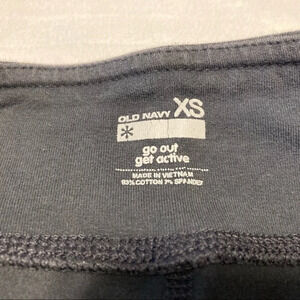 OLD NAVY XS
*
go out
get active
MADE IN VIETNAM
93% COTTON 7% SPANDEX